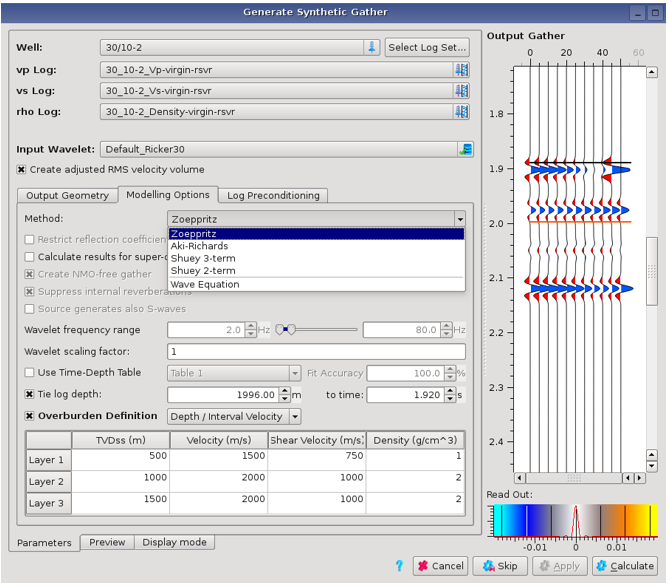 Generate Synthetic Gather
Well: 30/10-2 Select Log Set...
vp Log: 30_10-2_Vp-virgin-rsvr
vs Log: 30_10-2_Vs-virgin-rsvr
rho Log: 30_10-2_Density-virgin-rsvr
Input Wavelet: Default_Ricker30
Create adjusted RMS velocity volume
Output Geometry Modelling Options Log Preconditioning
Method: Zoeppritz
Zoeppritz
Restrict reflection coefficien
Aki-Richards
Calculate results for super-c
Shuey 3-term
Create NMO-free gather
Shuey 2-term
Suppress internal reverberations
Wave Equation
Source generates also S-waves
Wavelet frequency range 2.0 Hz 80.0 Hz
Wavelet scaling factor: 1
Use Time-Depth Table Table 1 Fit Accuracy 100.0 %
Tie log depth: 1996.00 m to time: 1.920 s
Overburden Definition Depth / Interval Velocity
TVDss (m) Velocity (m/s) Shear Velocity (m/s) Density (g/cm^3)
Layer 1 500 1500 750 1
Layer 2 1000 2000 1000 2
Layer 3 1500 2000 1000 2
Parameters Preview Display mode
Output Gather
0 20 40 60
1.8
1.9
2.0
2.1
2.2
2.3
2.4
Read Out:
-0.01 0 0.01
? Cancel Skip Apply Calculate